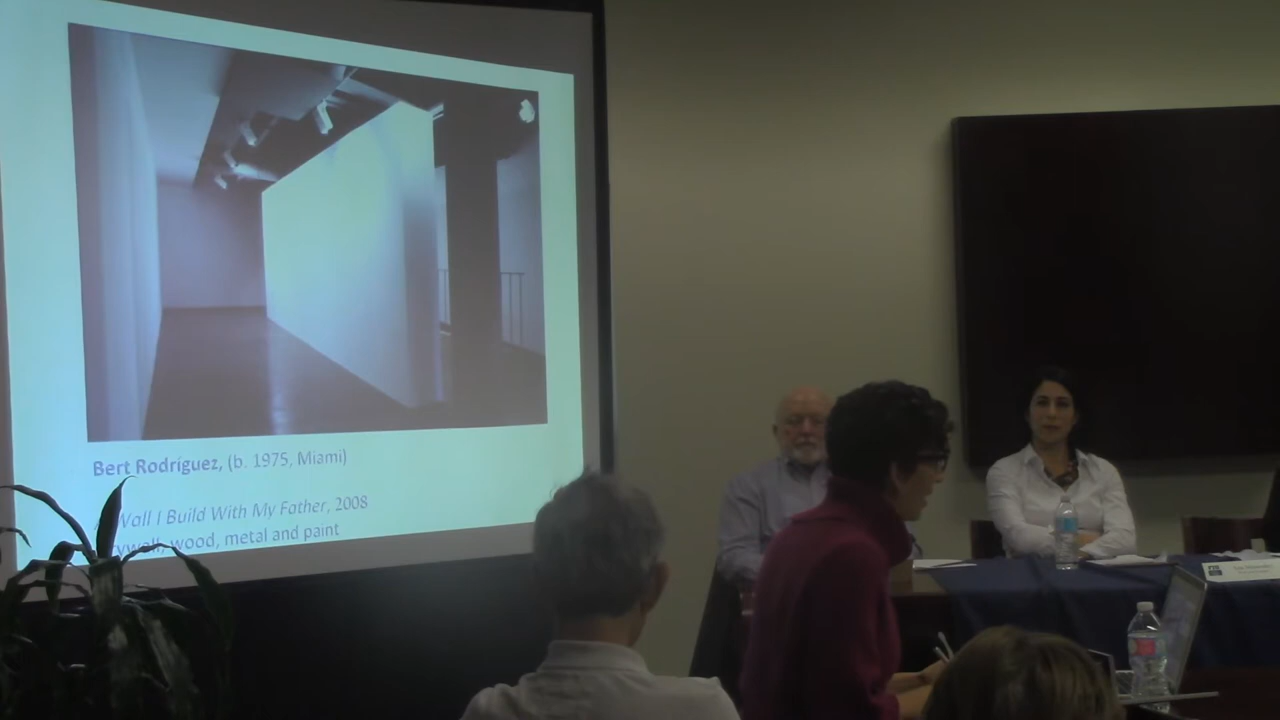 Bert Rodríguez, (b. 1975, Miami)
Wall I Build With My Father, 2008
wood, metal and paint